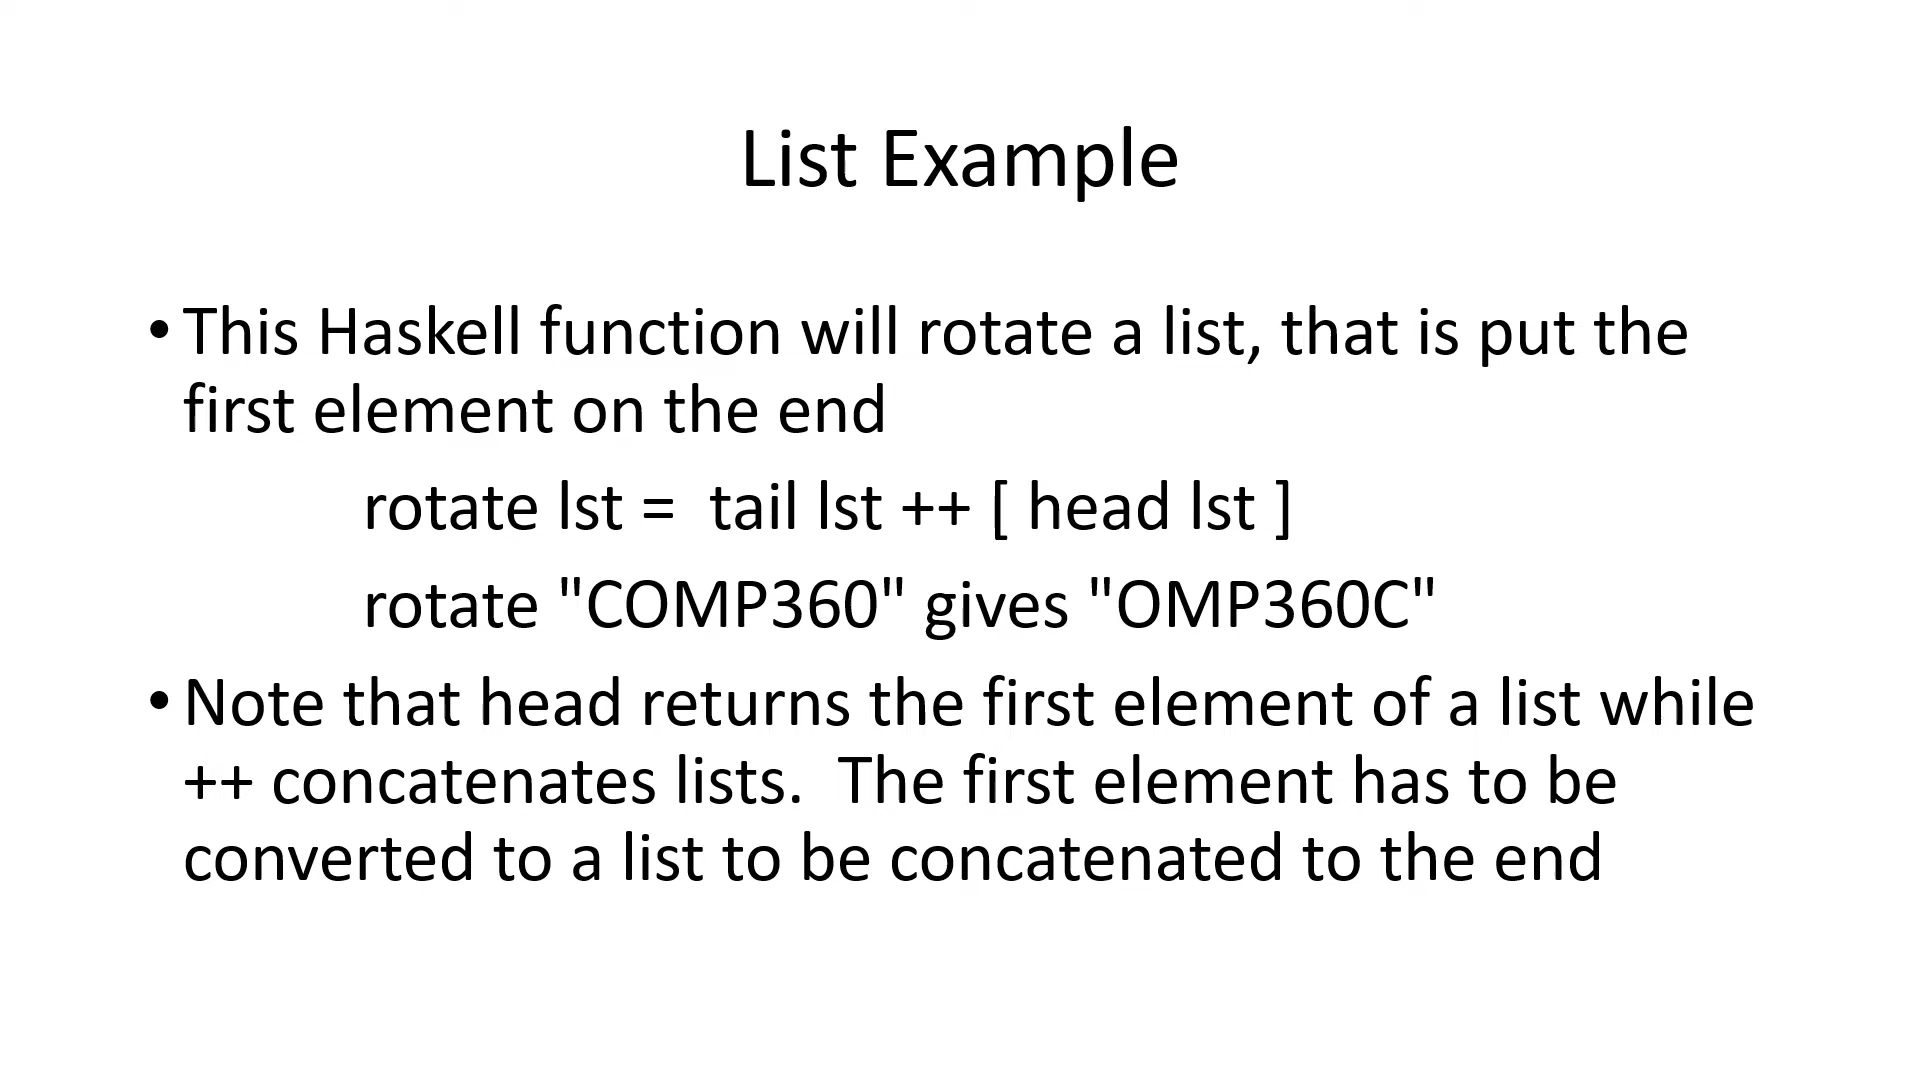 List Example
• This Haskell function will rotate a list, that is put the
first element on the end
rotate lst =  tail lst ++ [ head lst ]
rotate "COMP360" gives "OMP360C"
• Note that head returns the first element of a list while
++ concatenates lists.  The first element has to be
converted to a list to be concatenated to the end